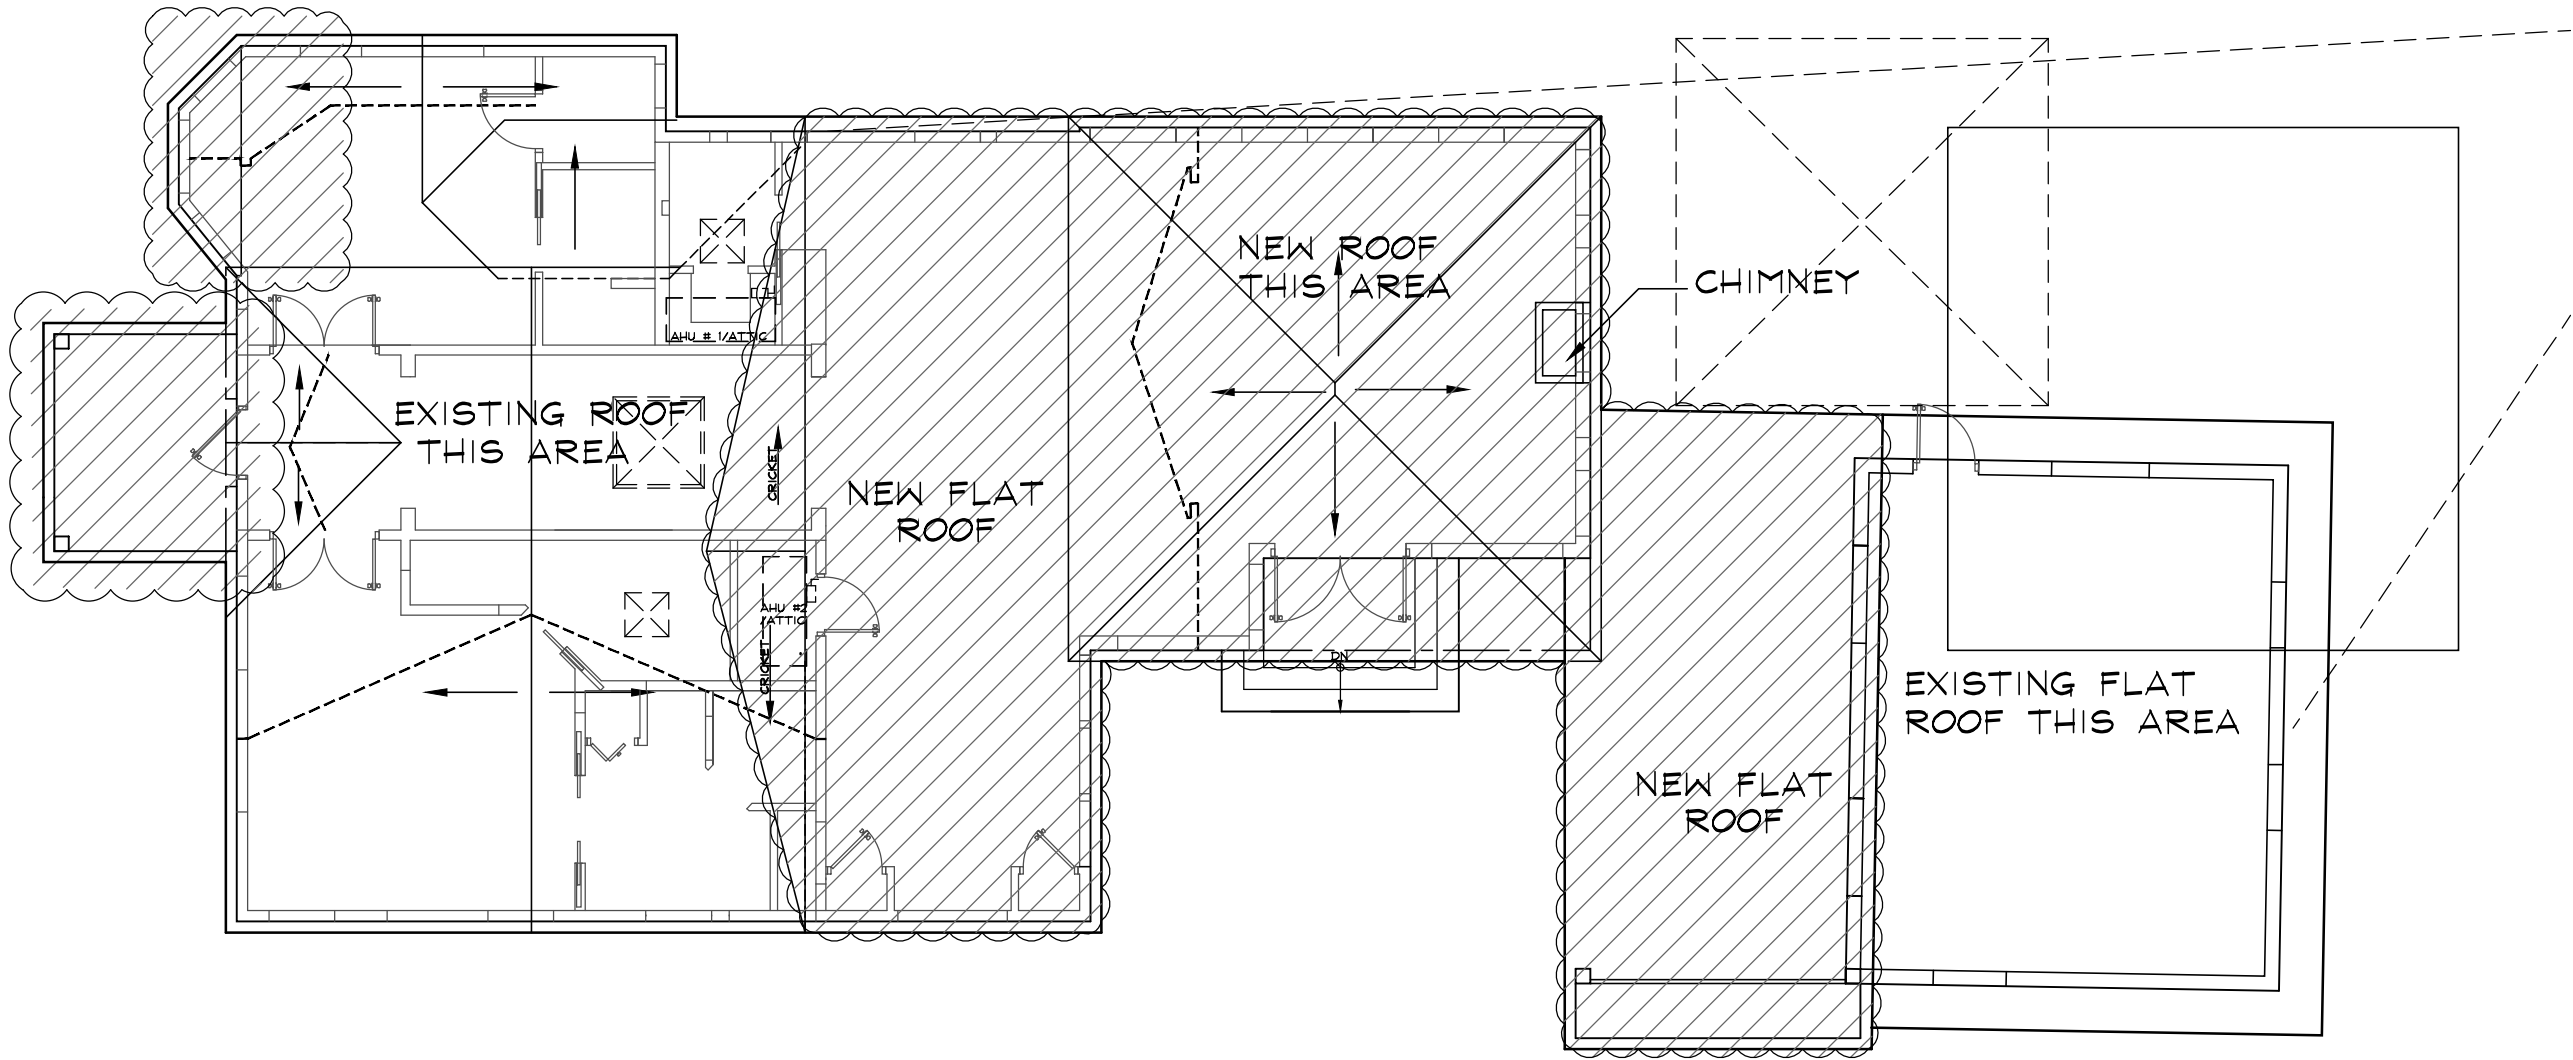 NEW ROOF
THIS AREA
CHIMNEY
AHU # 1/ATTIC
EXISTING ROOF
THIS AREA
CRICKET
NEW FLAT
ROOF
AHU #2
/ATTIC
CRICKET
DN
EXISTING FLAT
ROOF THIS AREA
NEW FLAT
ROOF